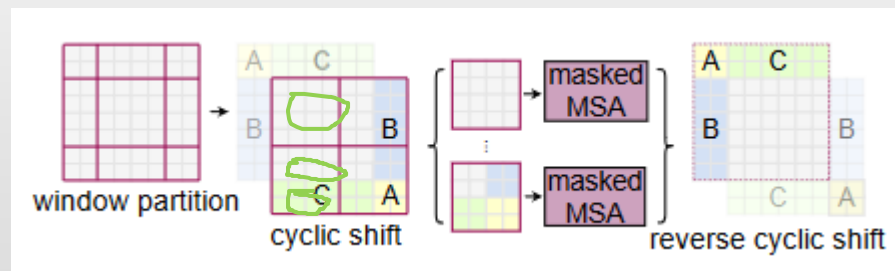 A C
B
B
C A
window partition
cyclic shift
masked
MSA
masked
MSA
A C
B
B
C A
reverse cyclic shift